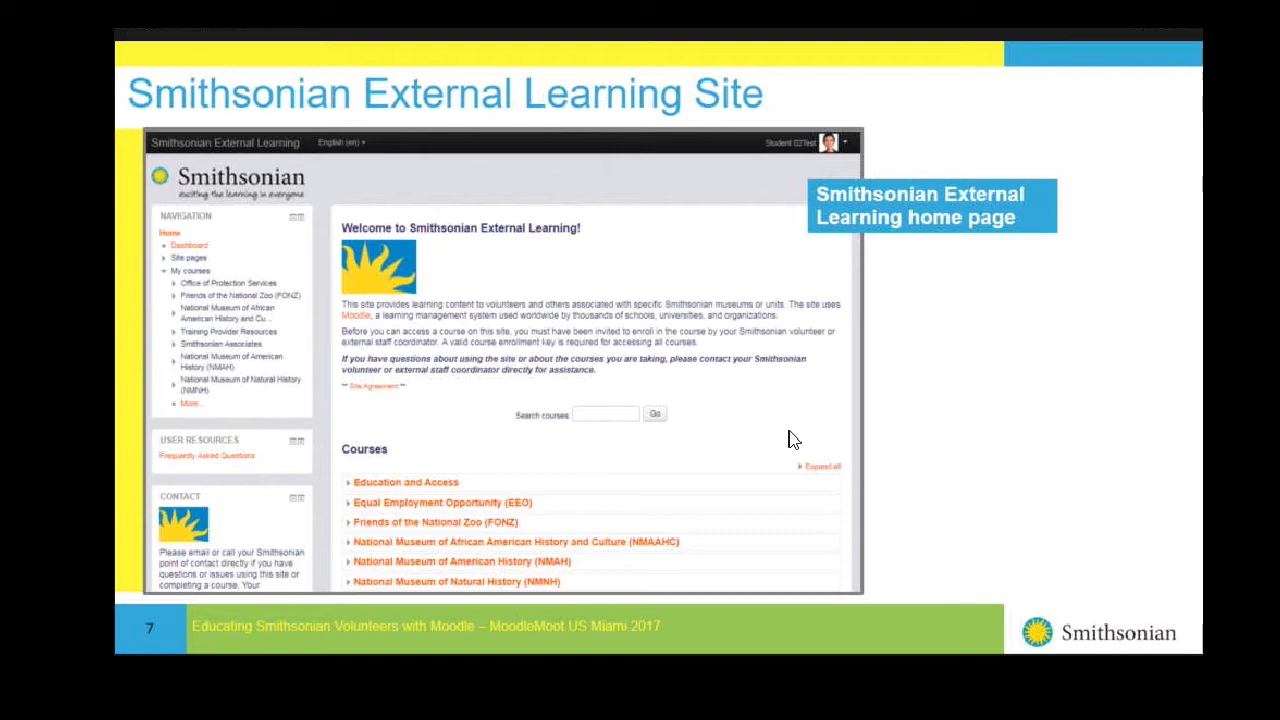 Smithsonian External Learning Site
Smithsonian External Learning
English (en)
Student 02Test
Smithsonian
exciting the learning in everyone
Smithsonian External
Learning home page
NAVIGATION
Home
Dashboard
Site pages
My courses
Office of Protection Services
Friends of the National Zoo (FONZ)
National Museum of African
American History and Cu...
Training Provider Resources
Smithsonian Associates
National Museum of American
History (NMAH)
National Museum of Natural History
(NMNH)
More...
USER RESOURCES
Frequently Asked Questions
CONTACT
Please email or call your Smithsonian
point of contact directly if you have
questions or issues using this site or
completing a course. Your
Welcome to Smithsonian External Learning!
This site provides learning content to volunteers and others associated with specific Smithsonian museums or units. The site uses
Moodle, a learning management system used worldwide by thousands of schools, universities, and organizations.
Before you can access a course on this site, you must have been invited to enroll in the course by your Smithsonian volunteer or
external staff coordinator. A valid course enrollment key is required for accessing all courses.
If you have questions about using the site or about the courses you are taking, please contact your Smithsonian
volunteer or external staff coordinator directly for assistance.
** Site Agreement **
Search courses: Go
Courses
Expand all
Education and Access
Equal Employment Opportunity (EEO)
Friends of the National Zoo (FONZ)
National Museum of African American History and Culture (NMAAHC)
National Museum of American History (NMAH)
National Museum of Natural History (NMNH)
7
Educating Smithsonian Volunteers with Moodle – MoodleMoot US Miami 2017
Smithsonian